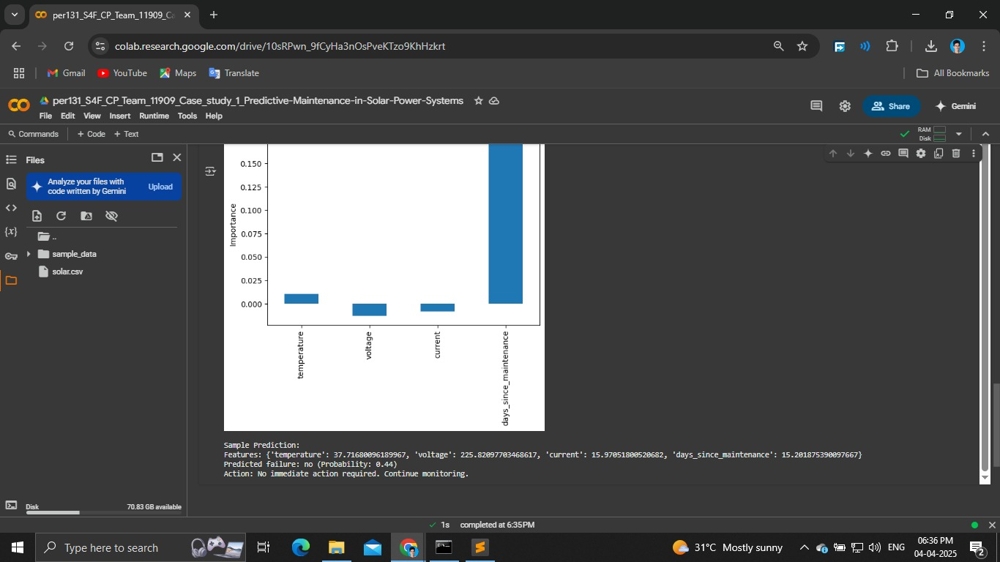 per131_S4F_CP_Team_11909_Ca
colab.research.google.com/drive/10sRPwn_9fCyHa3nOsPveKTzo9KhHzkrt
Gmail YouTube Maps Translate All Bookmarks
per131_S4F_CP_Team_11909_Case_study_1_Predictive-Maintenance-in-Solar-Power-Systems
File Edit View Insert Runtime Tools Help
Share Gemini
Commands + Code + Text
RAM
Disk
Files
Analyze your files with
code written by Gemini
Upload
..
sample_data
solar.csv
Disk 70.83 GB available
0.150
0.125
0.100
0.075
0.050
0.025
0.000
Importance
temperature
voltage
current
days_since_maintenance
Sample Prediction:
Features: {'temperature': 37.71680096189967, 'voltage': 225.82097703468617, 'current': 15.97051800520682, 'days_since_maintenance': 15.201875390097667}
Predicted failure: no (Probability: 0.44)
Action: No immediate action required. Continue monitoring.
1s completed at 6:35PM
Type here to search
31°C Mostly sunny
ENG
06:36 PM
04-04-2025
2